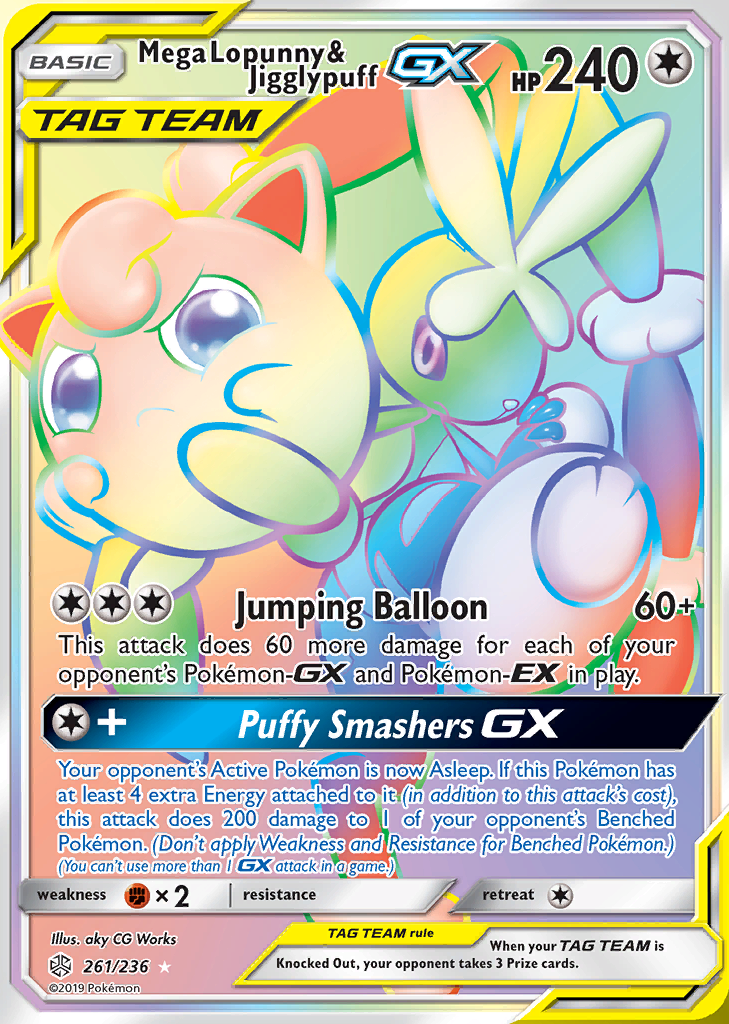 BASIC
MegaLopunny&
Jigglypuff GX
HP240
TAG TEAM
Jumping Balloon 60+
This attack does 60 more damage for each of your
opponent's Pokémon-GX and Pokémon-EX in play.
+ Puffy Smashers GX
Your opponent's Active Pokémon is now Asleep. If this Pokémon has
at least 4 extra Energy attached to it (in addition to this attack's cost),
this attack does 200 damage to 1 of your opponent's Benched
Pokémon. (Don't apply Weakness and Resistance for Benched Pokémon.)
(You can't use more than 1 GX attack in a game.)
weakness ×2 resistance retreat
Illus. aky CG Works
261/236
©2019 Pokémon
TAG TEAM rule
When your TAG TEAM is
Knocked Out, your opponent takes 3 Prize cards.